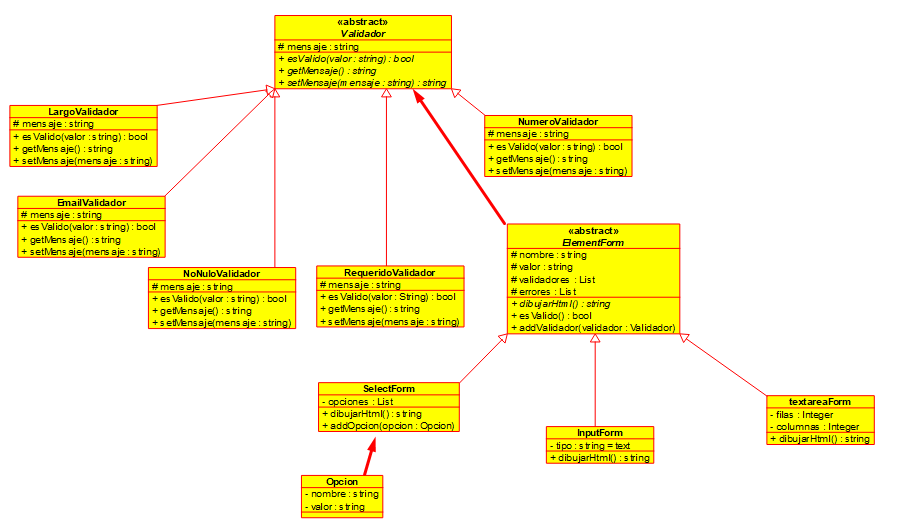 «abstract»
Validador
# mensaje : string
+ esValido(valor : string) : bool
+ getMensaje() : string
+ setMensaje(mensaje : string) : string
LargoValidador
# mensaje : string
+ esValido(valor : string) : bool
+ getMensaje() : string
+ setMensaje(mensaje : string)
NumeroValidador
# mensaje : string
+ esValido(valor : string) : bool
+ getMensaje() : string
+ setMensaje(mensaje : string)
EmailValidador
# mensaje : string
+ esValido(valor : string) : bool
+ getMensaje() : string
+ setMensaje(mensaje : string)
NoNuloValidador
# mensaje : string
+ esValido(valor : string) : bool
+ getMensaje() : string
+ setMensaje(mensaje : string)
RequeridoValidador
# mensaje : string
+ esValido(valor : String) : bool
+ getMensaje() : string
+ setMensaje(mensaje : string)
«abstract»
ElementForm
# nombre : string
# valor : string
# validadores : List
# errores : List
+ dibujarHtml() : string
+ esValido() : bool
+ addValidador(validador : Validador)
SelectForm
- opciones : List
+ dibujarHtml() : string
+ addOpcion(opcion : Opcion)
InputForm
- tipo : string = text
+ dibujarHtml() : string
textareaForm
- filas : Integer
- columnas : Integer
+ dibujarHtml() : string
Opcion
- nombre : string
- valor : string